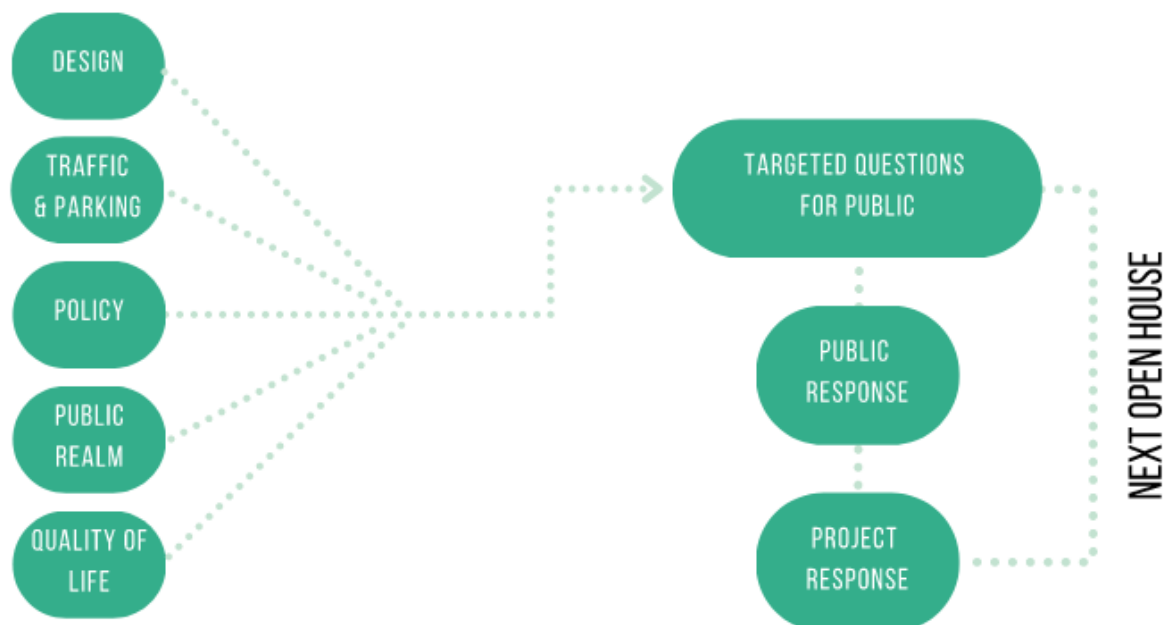 DESIGN
TRAFFIC
& PARKING
POLICY
PUBLIC
REALM
QUALITY OF
LIFE
TARGETED QUESTIONS
FOR PUBLIC
PUBLIC
RESPONSE
PROJECT
RESPONSE
NEXT OPEN HOUSE